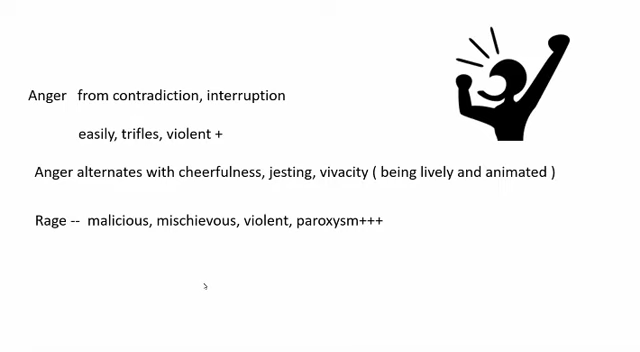 Anger from contradiction, interruption
easily, trifles, violent +
Anger alternates with cheerfulness, jesting, vivacity ( being lively and animated )
Rage -- malicious, mischievous, violent, paroxysm+++